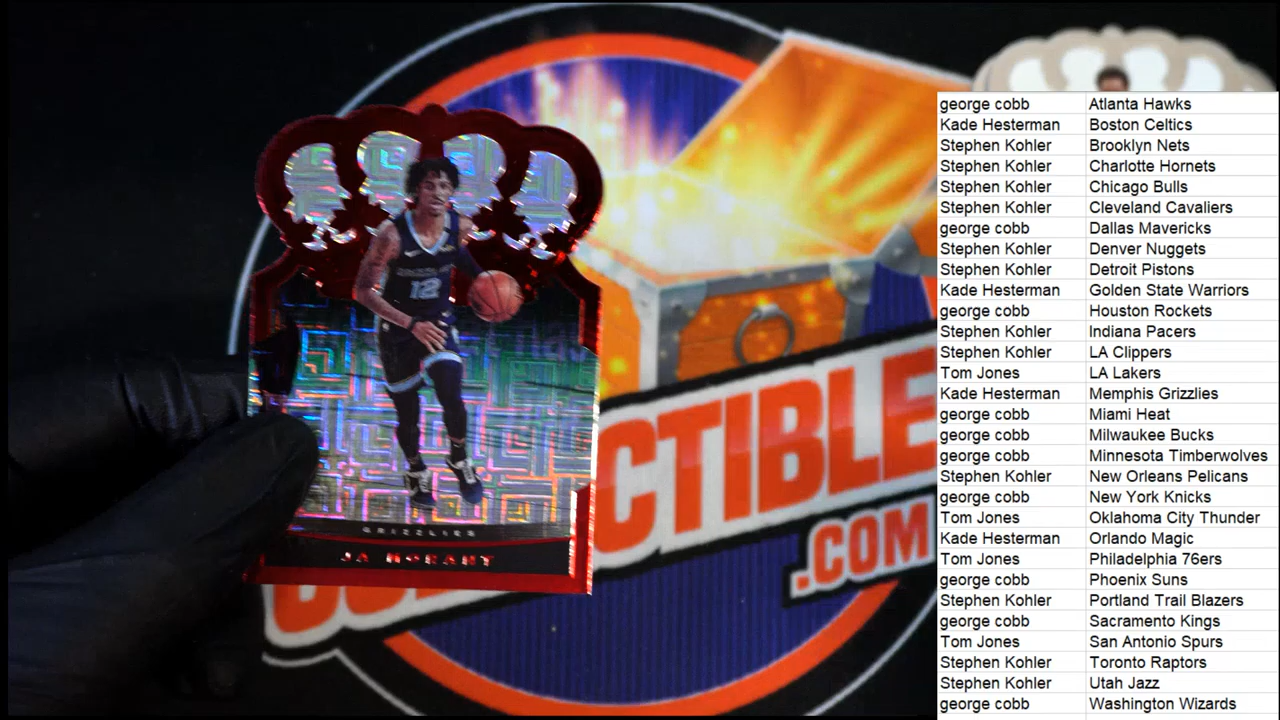 GRIZZLIES
12
GRIZZLIES
JA MORANT
CTIBLE
.COM
george cobb Atlanta Hawks
Kade Hesterman Boston Celtics
Stephen Kohler Brooklyn Nets
Stephen Kohler Charlotte Hornets
Stephen Kohler Chicago Bulls
Stephen Kohler Cleveland Cavaliers
george cobb Dallas Mavericks
Stephen Kohler Denver Nuggets
Stephen Kohler Detroit Pistons
Kade Hesterman Golden State Warriors
george cobb Houston Rockets
Stephen Kohler Indiana Pacers
Stephen Kohler LA Clippers
Tom Jones LA Lakers
Kade Hesterman Memphis Grizzlies
george cobb Miami Heat
george cobb Milwaukee Bucks
george cobb Minnesota Timberwolves
Stephen Kohler New Orleans Pelicans
george cobb New York Knicks
Tom Jones Oklahoma City Thunder
Kade Hesterman Orlando Magic
Tom Jones Philadelphia 76ers
george cobb Phoenix Suns
Stephen Kohler Portland Trail Blazers
george cobb Sacramento Kings
Tom Jones San Antonio Spurs
Stephen Kohler Toronto Raptors
Stephen Kohler Utah Jazz
george cobb Washington Wizards